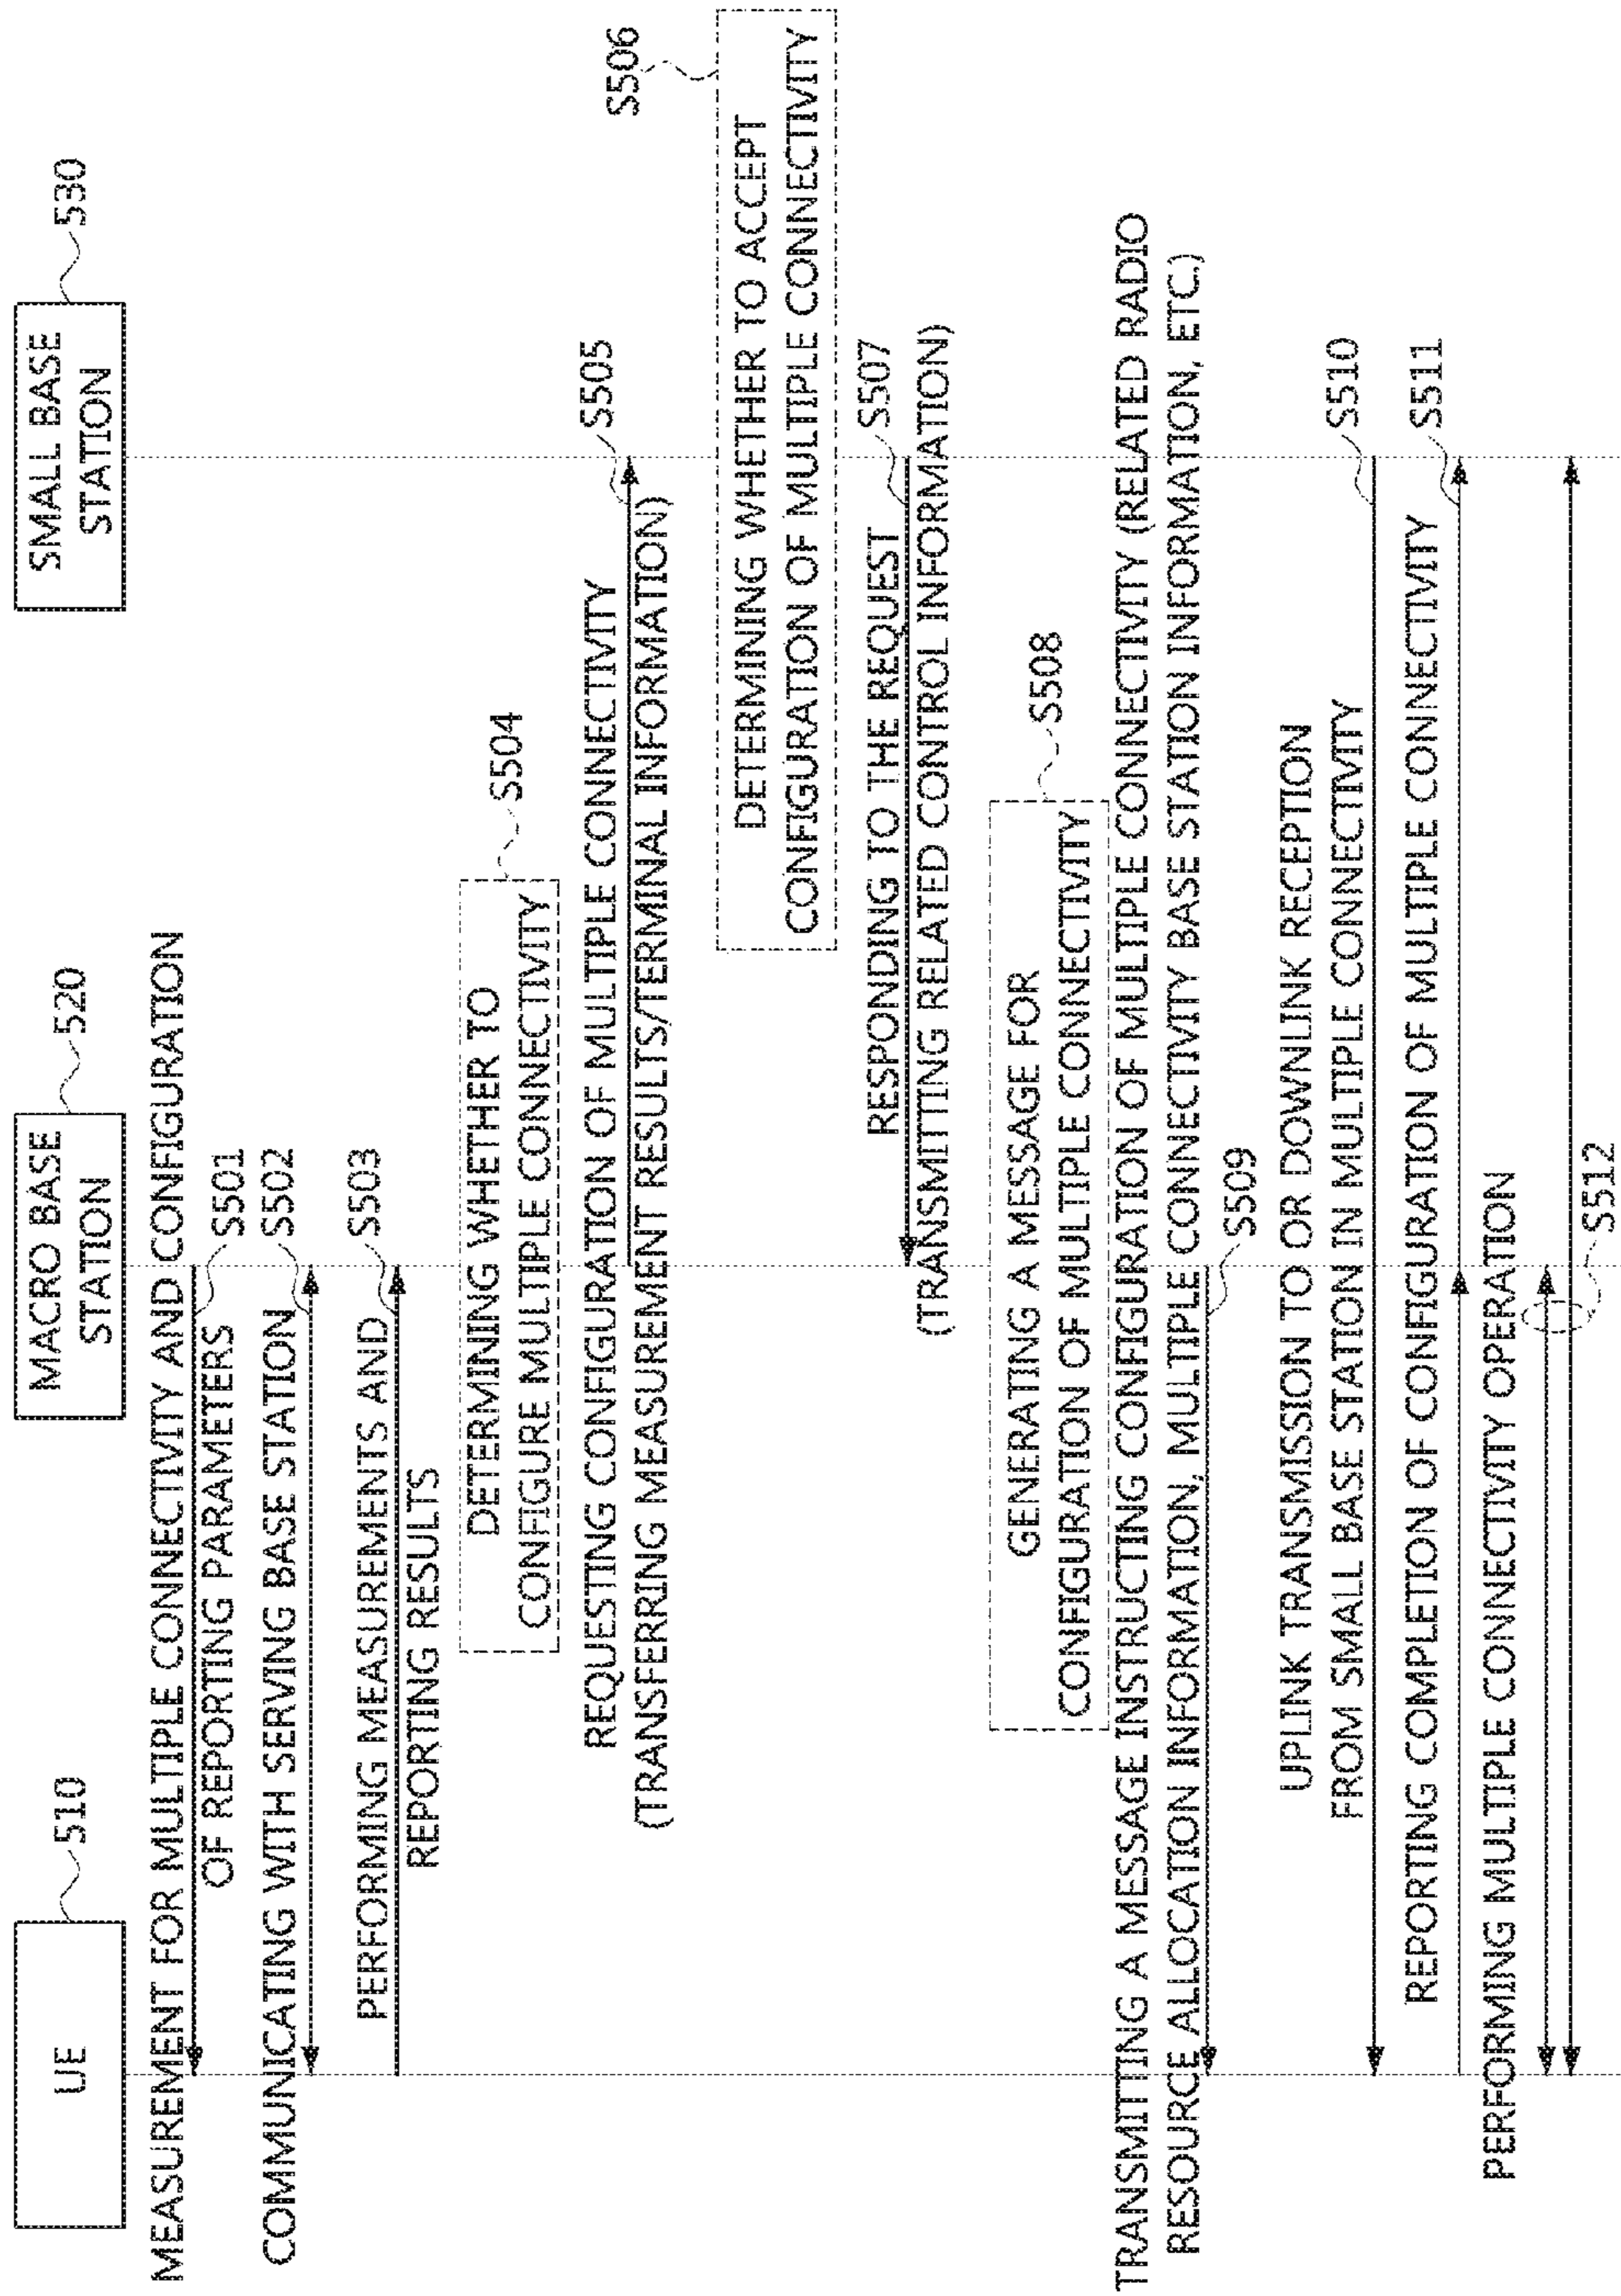 UE
510
MACRO BASE
STATION
520
SMALL BASE
STATION
530
MEASUREMENT FOR MULTIPLE CONNECTIVITY AND CONFIGURATION
OF REPORTING PARAMETERS
S501
COMMUNICATING WITH SERVING BASE STATION
S502
PERFORMING MEASUREMENTS AND
REPORTING RESULTS
S503
DETERMINING WHETHER TO
CONFIGURE MULTIPLE CONNECTIVITY
S504
REQUESTING CONFIGURATION OF MULTIPLE CONNECTIVITY
(TRANSFERRING MEASUREMENT RESULTS/TERMINAL INFORMATION)
S505
DETERMINING WHETHER TO ACCEPT
CONFIGURATION OF MULTIPLE CONNECTIVITY
S506
RESPONDING TO THE REQUEST
(TRANSMITTING RELATED CONTROL INFORMATION)
S507
GENERATING A MESSAGE FOR
CONFIGURATION OF MULTIPLE CONNECTIVITY
S508
TRANSMITTING A MESSAGE INSTRUCTING CONFIGURATION OF MULTIPLE CONNECTIVITY (RELATED RADIO
RESOURCE ALLOCATION INFORMATION, MULTIPLE CONNECTIVITY BASE STATION INFORMATION, ETC.)
S509
UPLINK TRANSMISSION TO OR DOWNLINK RECEPTION
FROM SMALL BASE STATION IN MULTIPLE CONNECTIVITY
S510
REPORTING COMPLETION OF CONFIGURATION OF MULTIPLE CONNECTIVITY
S511
PERFORMING MULTIPLE CONNECTIVITY OPERATION
S512